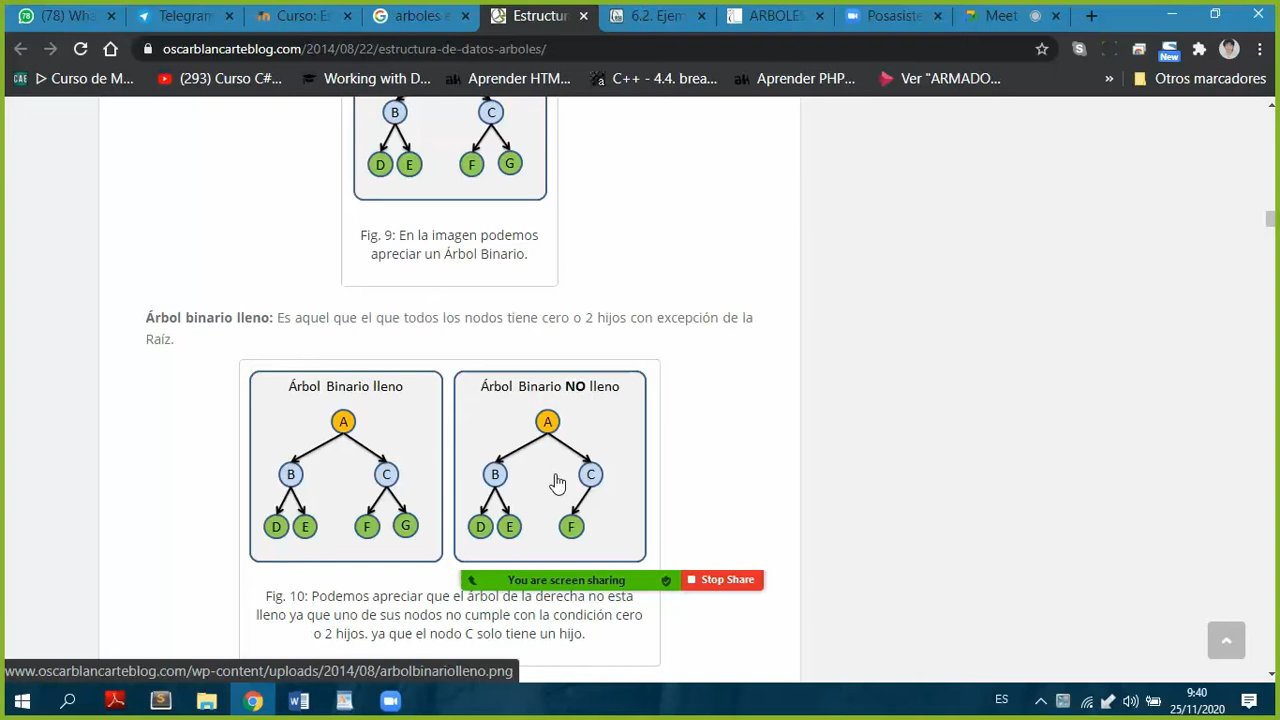 (78) Wha
Telegram
Curso: Es
arboles e
Estructur
6.2. Ejem
ARBOLES
Posasiste
Meet
oscarblancarteblog.com/2014/08/22/estructura-de-datos-arboles/
New
CAE
Curso de M...
(293) Curso C#...
Working with D...
Aprender HTM...
C++ - 4.4. brea...
Aprender PHP...
Ver "ARMADO...
»
Otros marcadores
B C
D E F G
Fig. 9: En la imagen podemos
apreciar un Árbol Binario.
Árbol binario lleno: Es aquel que el que todos los nodos tiene cero o 2 hijos con excepción de la
Raíz.
Árbol Binario lleno
A
B C
D E F G
Árbol Binario NO lleno
A
B C
D E F
You are screen sharing
Stop Share
Fig. 10: Podemos apreciar que el árbol de la derecha no esta
lleno ya que uno de sus nodos no cumple con la condición cero
o 2 hijos. ya que el nodo C solo tiene un hijo.
www.oscarblancarteblog.com/wp-content/uploads/2014/08/arbolbinariolleno.png
ES
9:40
25/11/2020